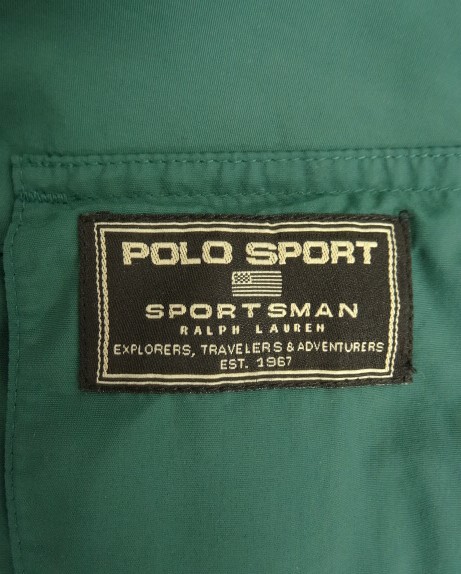 POLO SPORT
SPORTSMAN
RALPH LAUREN
EXPLORERS, TRAVELERS & ADVENTURERS
EST. 1967